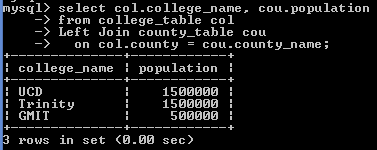 mysql> select col.college_name, cou.population
    -> from college_table col
    -> Left Join county_table cou
    -> on col.county = cou.county_name;
+--------------+------------+
| college_name | population |
+--------------+------------+
| UCD          |    1500000 |
| Trinity      |    1500000 |
| GMIT         |     500000 |
+--------------+------------+
3 rows in set (0.00 sec)